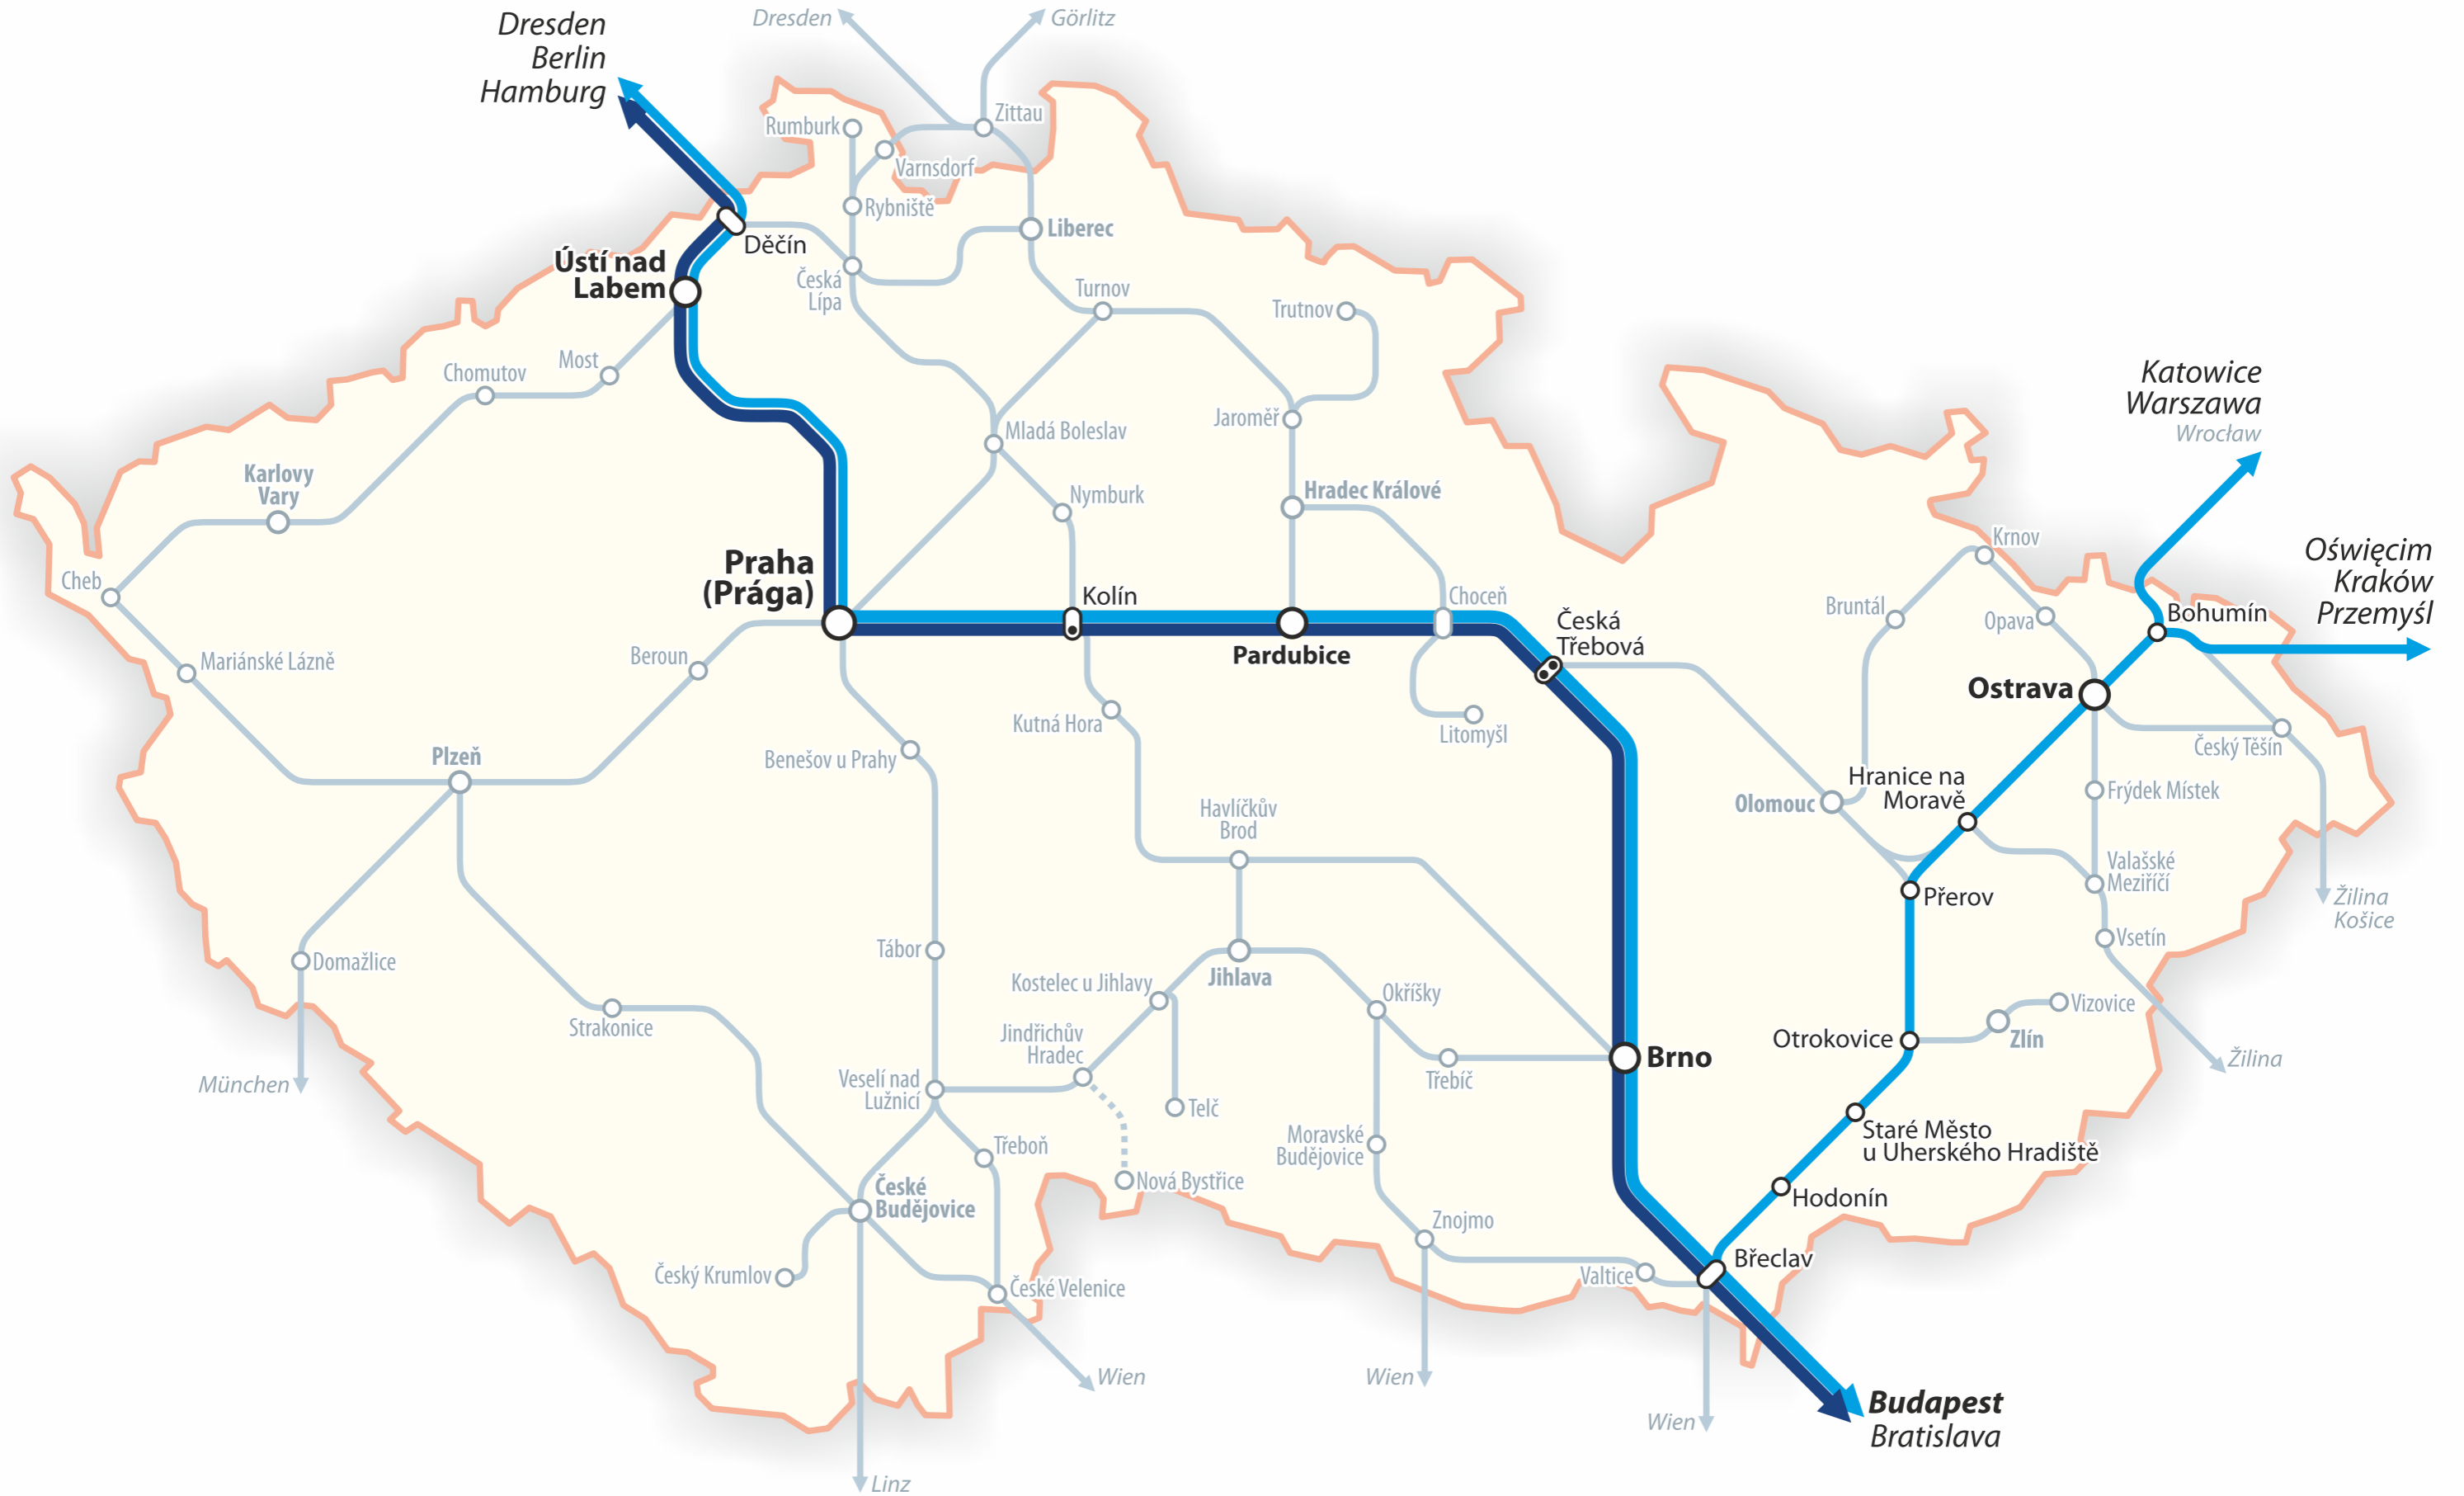 Dresden
Berlin
Hamburg
Dresden
Görlitz
Rumburk
Zittau
Varnsdorf
Rybniště
Děčín
Liberec
Ústí nad
Labem
Česká
Lípa
Turnov
Trutnov
Most
Chomutov
Katowice
Warszawa
Wrocław
Jaroměř
Mladá Boleslav
Karlovy
Vary
Nymburk
Hradec Králové
Krnov
Oświęcim
Kraków
Przemyśl
Praha
(Prága)
Cheb
Kolín
Choceň
Česká
Třebová
Bruntál
Opava
Bohumín
Mariánské Lázně
Beroun
Pardubice
Ostrava
Kutná Hora
Litomyšl
Český Těšín
Plzeň
Benešov u Prahy
Hranice na
Moravě
Olomouc
Frýdek Místek
Havlíčkův
Brod
Valašské
Meziříčí
Přerov
Žilina
Košice
Vsetín
Domažlice
Tábor
Jihlava
Kostelec u Jihlavy
Okříšky
Vizovice
Zlín
Otrokovice
Strakonice
Jindřichův
Hradec
Brno
Žilina
München
Veselí nad
Lužnicí
Třebíč
Telč
Staré Město
u Uherského Hradiště
Třeboň
Moravské
Budějovice
Nová Bystřice
Hodonín
České
Budějovice
Znojmo
Břeclav
Český Krumlov
České Velenice
Valtice
Wien
Wien
Wien
Budapest
Bratislava
Linz